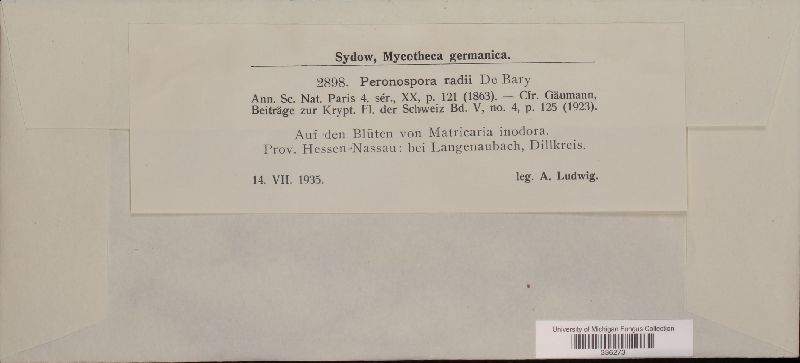 Sydow, Mycotheca germanica.
2898. Peronospora radii De Bary
Ann. Sc. Nat. Paris 4. sér., XX, p. 121 (1863). — Cfr. Gäumann,
Beiträge zur Krypt. Fl. der Schweiz Bd. V, no. 4, p. 125 (1923).
Auf den Blüten von Matricaria inodora.
Prov. Hessen-Nassau: bei Langenaubach, Dillkreis.
14. VII. 1935. leg. A. Ludwig.
University of Michigan Fungus Collection
336273